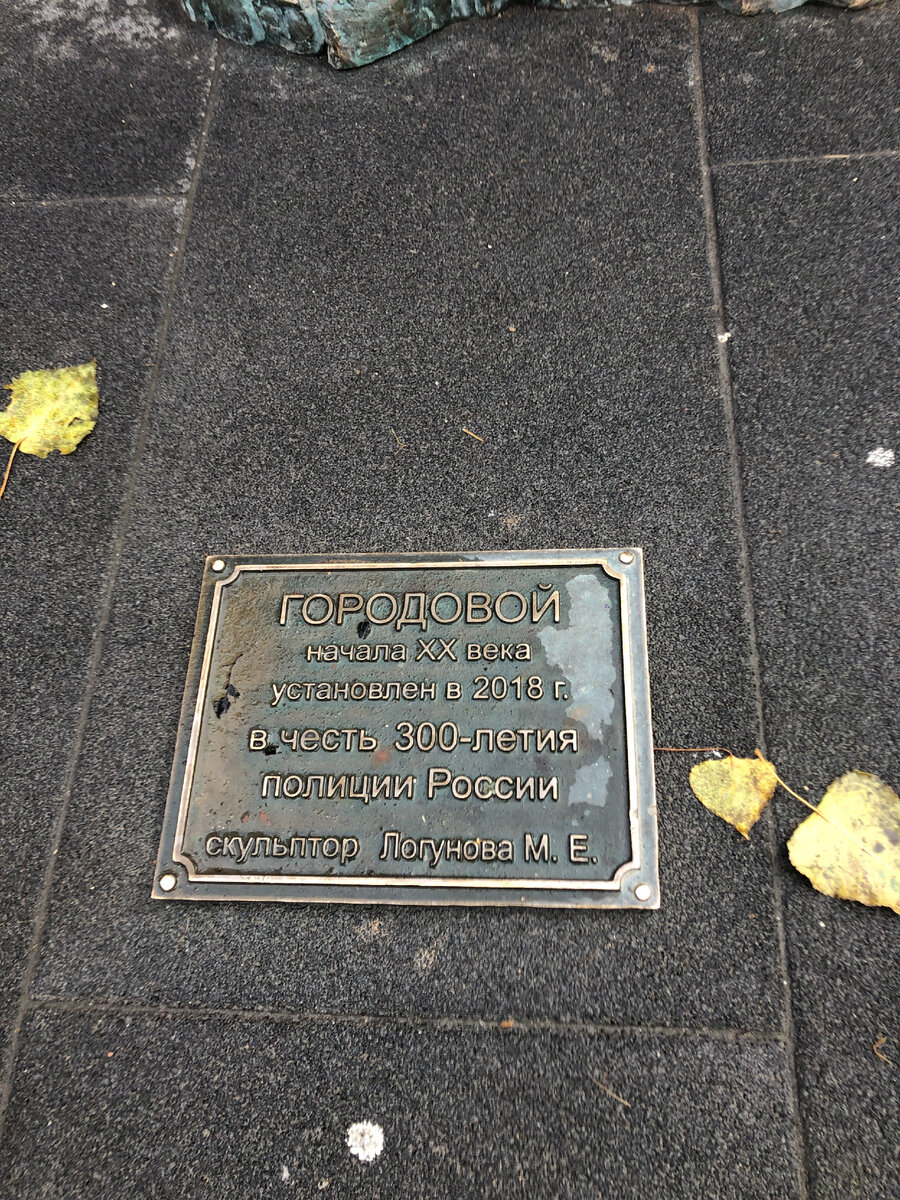 ГОРОДОВОЙ
начала XX века
установлен в 2018 г.
в честь 300-летия
полиции России
скульптор Логунова М. Е.